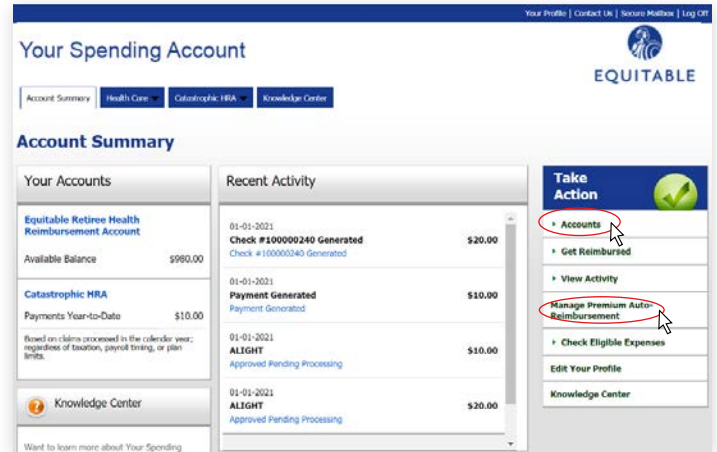 Your Profile | Contact Us | Secure Mailbox | Log Off
Your Spending Account
EQUITABLE
Account Summary
Health Care
Catastrophic HRA
Knowledge Center
Account Summary
Your Accounts
Equitable Retiree Health
Reimbursement Account
Available Balance $980.00
Catastrophic HRA
Payments Year-to-Date $10.00
Based on claims processed in the calendar year;
regardless of taxation, payroll timing, or plan
limits.
Knowledge Center
Want to learn more about Your Spending
Recent Activity
01-01-2021
Check #100000240 Generated $20.00
Check #100000240 Generated
01-01-2021
Payment Generated $10.00
Payment Generated
01-01-2021
ALIGHT $10.00
Approved Pending Processing
01-01-2021
ALIGHT $20.00
Approved Pending Processing
Take
Action
Accounts
Get Reimbursed
View Activity
Manage Premium Auto-
Reimbursement
Check Eligible Expenses
Edit Your Profile
Knowledge Center